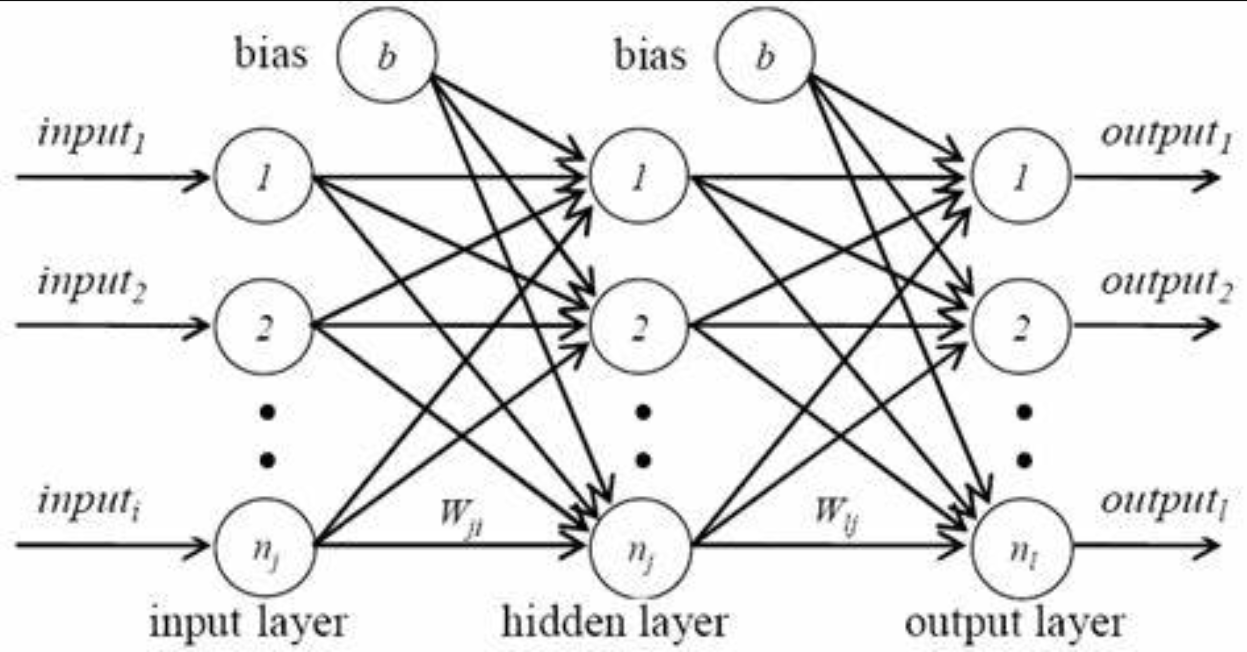 bias b bias b
input1 1 1 1 output1
input2 2 2 2 output2
inputi nj Wji nj Wlj nl outputl
input layer hidden layer output layer